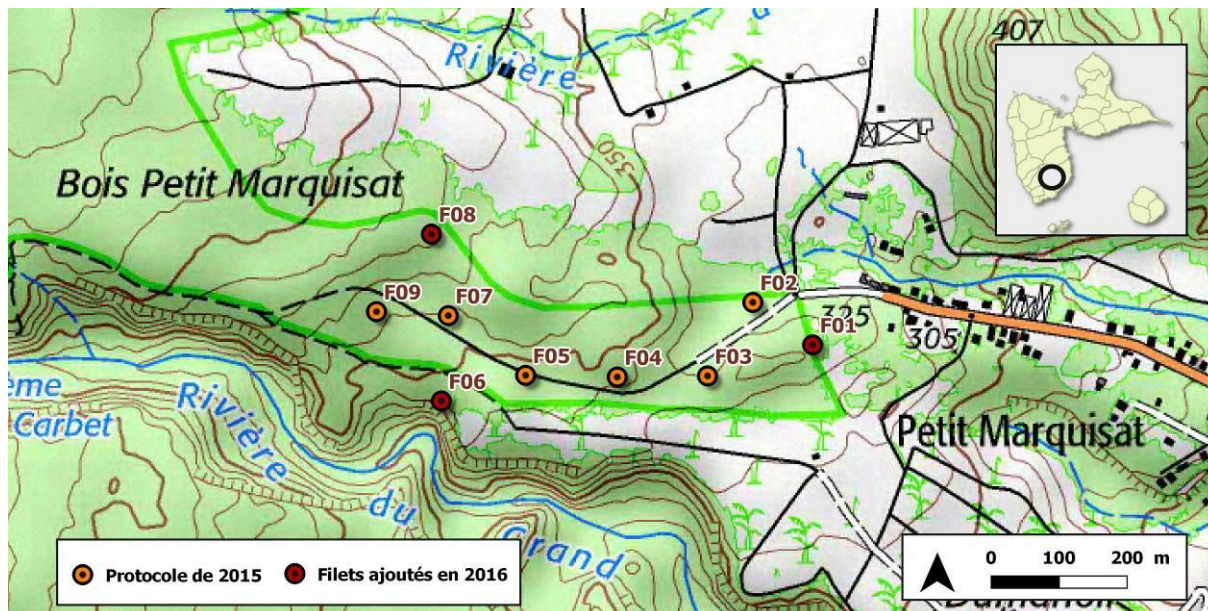 407
Rivière
du
350
Bois Petit Marquisat
F08
F02
F09
F07
325
F01
305
F05
F04
F03
F06
ème
Carbet
Rivière
du
Grand
Petit Marquisat
Protocole de 2015
Filets ajoutés en 2016
0 100 200 m